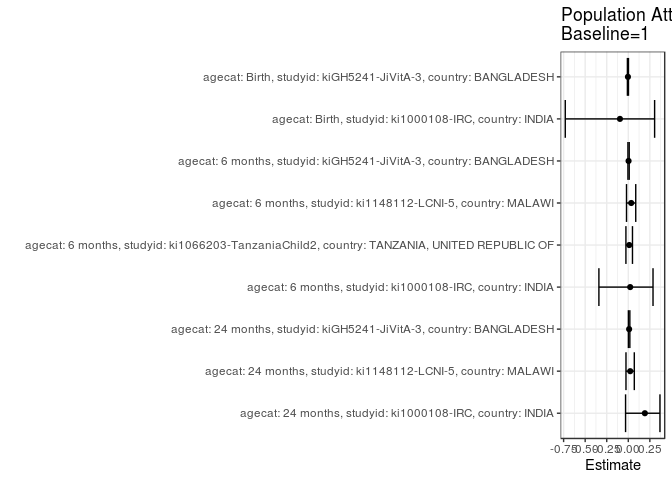 Population Att
Baseline=1
agecat: Birth, studyid: kiGH5241-JiVitA-3, country: BANGLADESH
agecat: Birth, studyid: ki1000108-IRC, country: INDIA
agecat: 6 months, studyid: kiGH5241-JiVitA-3, country: BANGLADESH
agecat: 6 months, studyid: ki1148112-LCNI-5, country: MALAWI
agecat: 6 months, studyid: ki1066203-TanzaniaChild2, country: TANZANIA, UNITED REPUBLIC OF
agecat: 6 months, studyid: ki1000108-IRC, country: INDIA
agecat: 24 months, studyid: kiGH5241-JiVitA-3, country: BANGLADESH
agecat: 24 months, studyid: ki1148112-LCNI-5, country: MALAWI
agecat: 24 months, studyid: ki1000108-IRC, country: INDIA
-0.75 -0.50 -0.25 0.00 0.25
Estimate